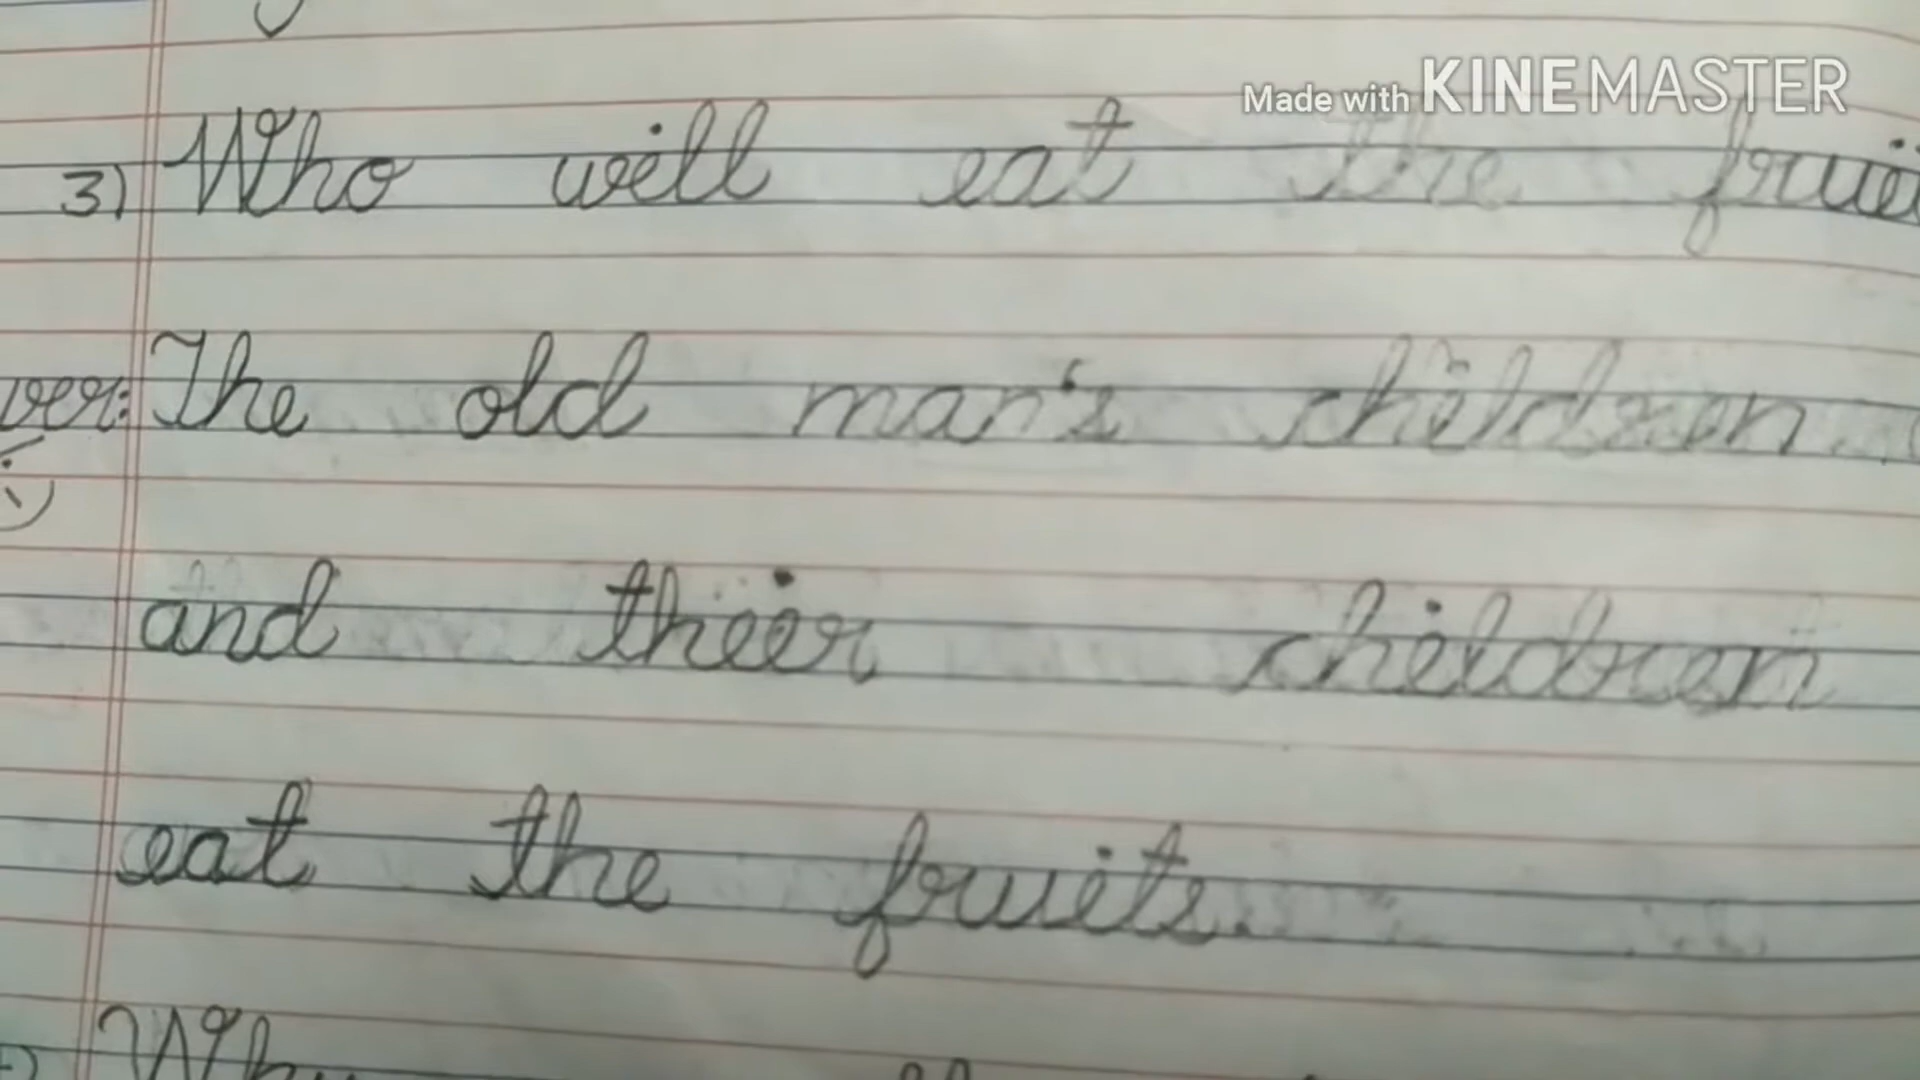 Made with KINEMASTER
3) Who will eat the
ver: The old man's children
and their children
eat the fruits.